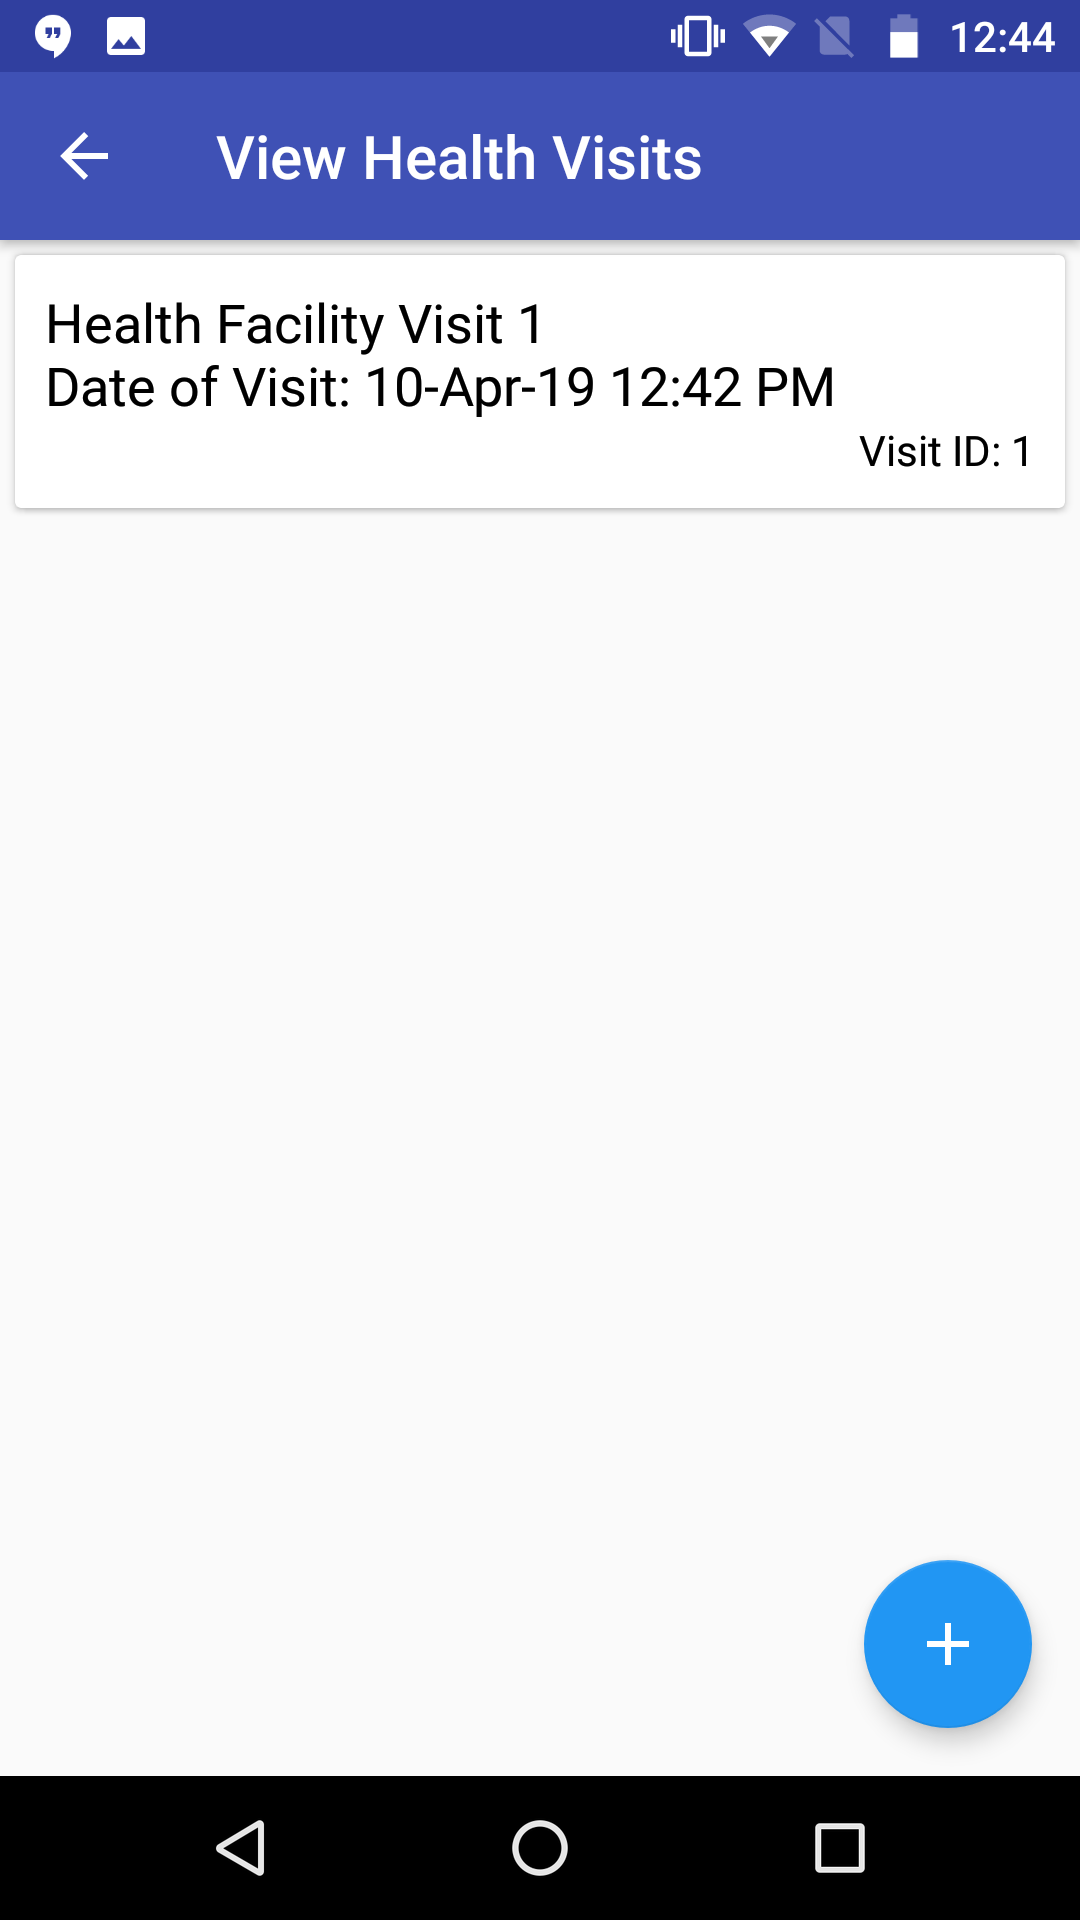 12:44
View Health Visits
Health Facility Visit 1
Date of Visit: 10-Apr-19 12:42 PM
Visit ID: 1